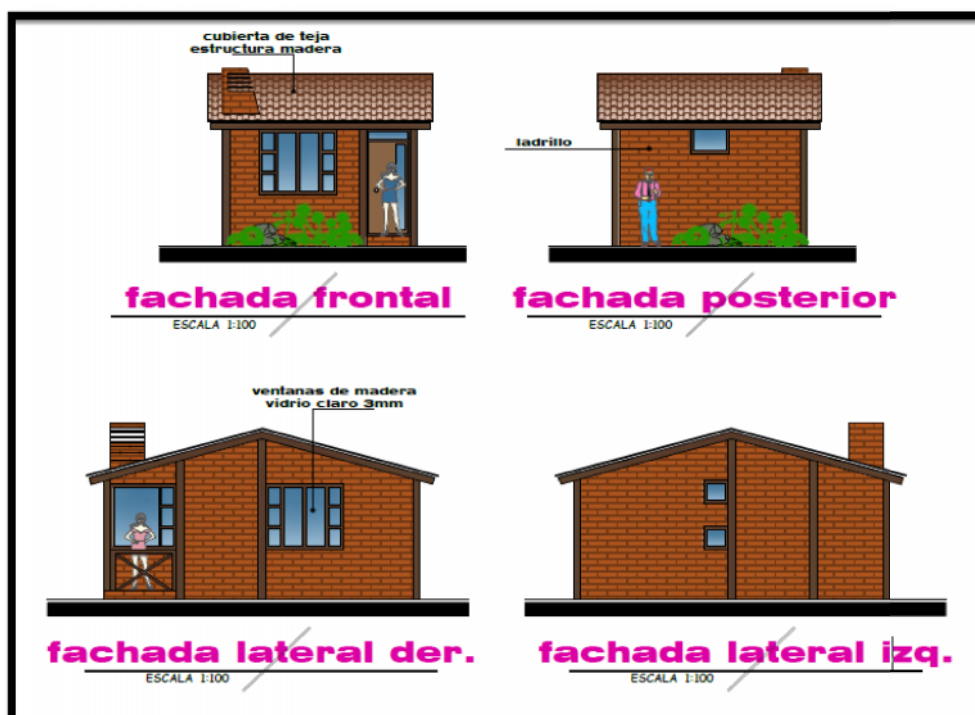 cubierta de teja
estructura madera
ladrillo
fachada frontal
ESCALA 1:100
fachada posterior
ESCALA 1:100
ventanas de madera
vidrio claro 3mm
fachada lateral der.
ESCALA 1:100
fachada lateral izq.
ESCALA 1:100